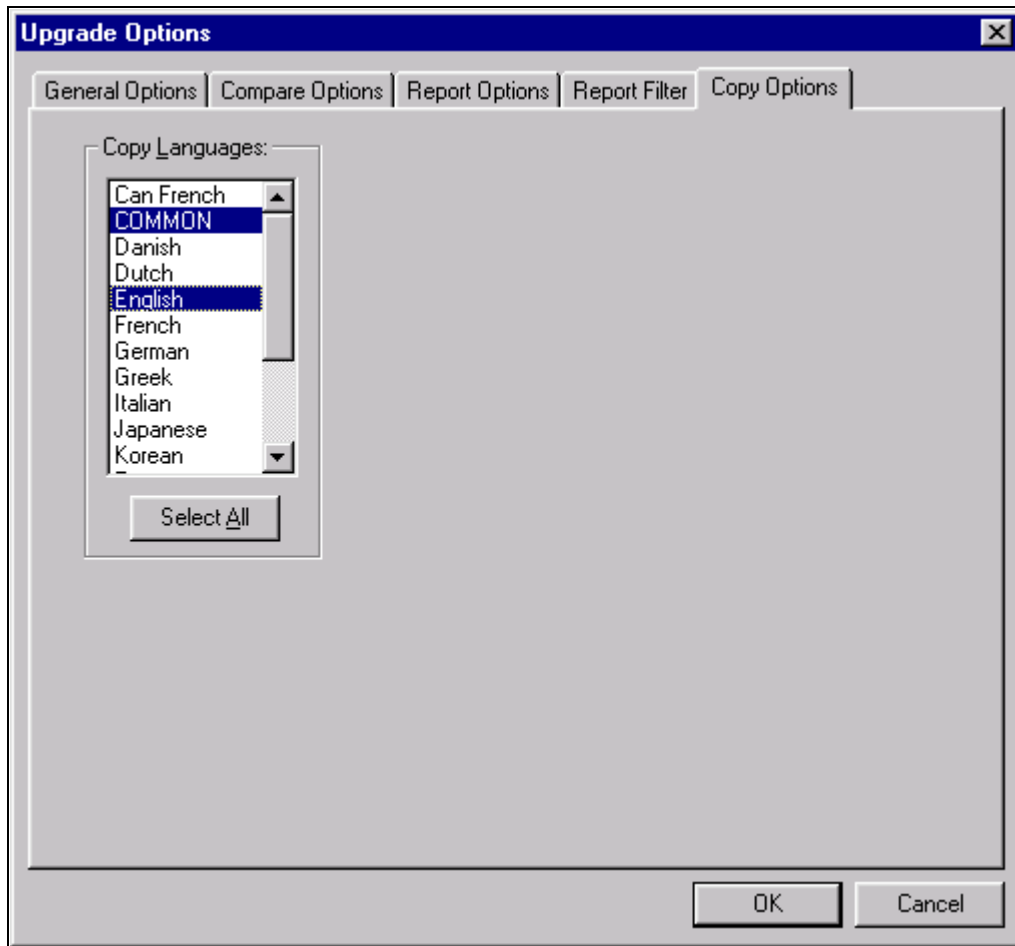 Upgrade Options
General Options Compare Options Report Options Report Filter Copy Options
Copy Languages:
Can French
COMMON
Danish
Dutch
English
French
German
Greek
Italian
Japanese
Korean
Select All
OK Cancel